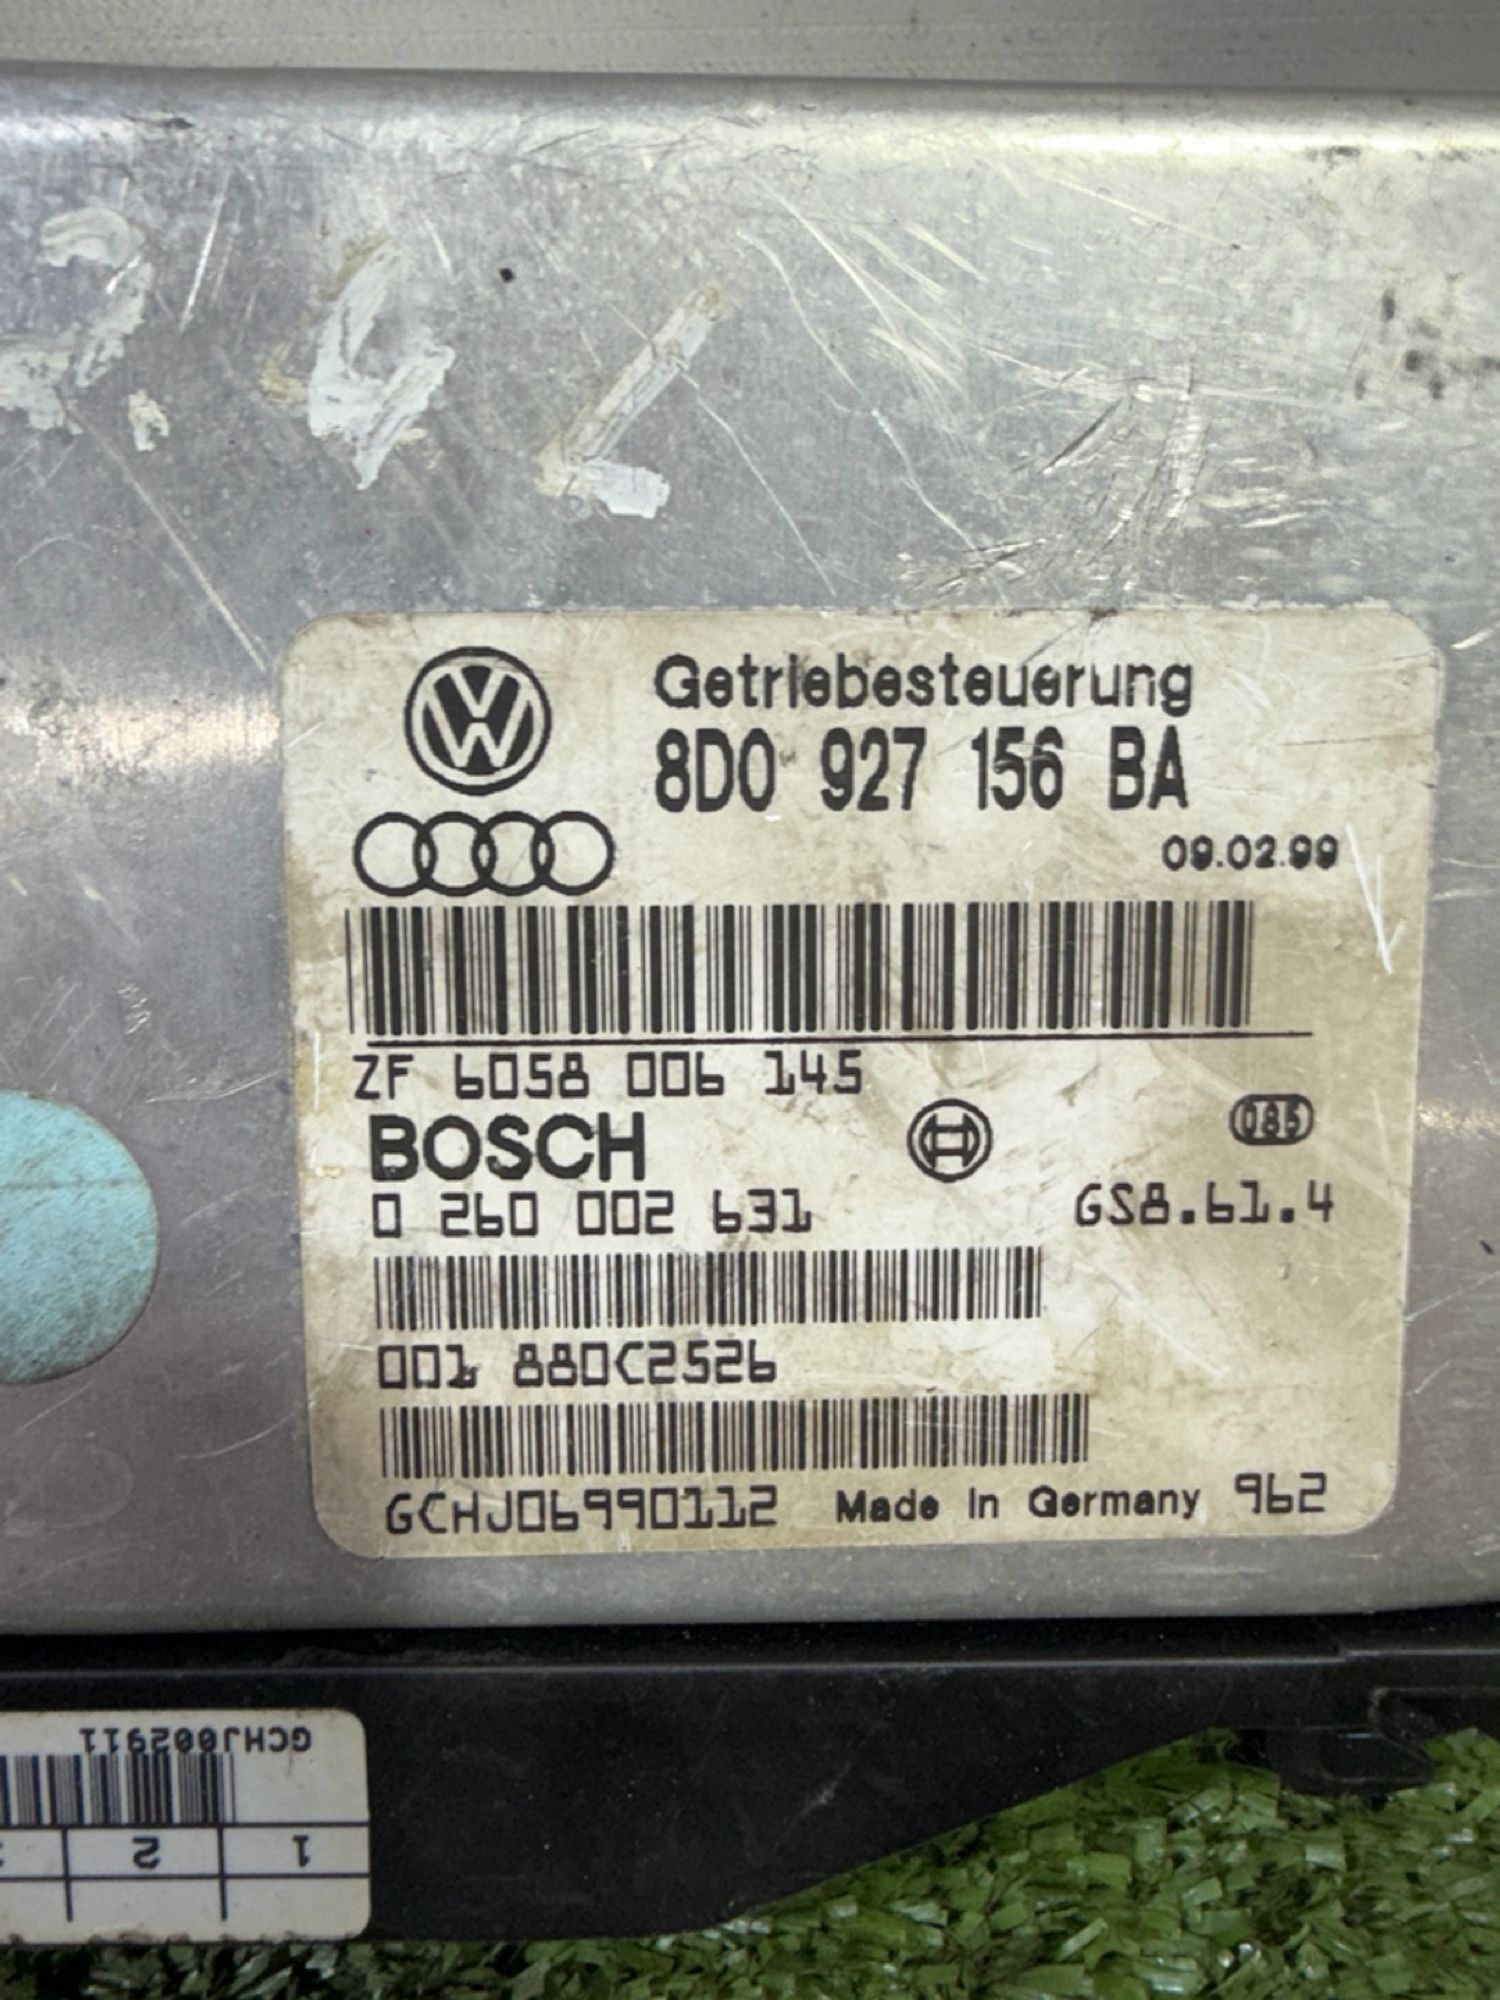 Getriebesteuerung
8D0 927 156 BA
09.02.99
ZF 6058 006 145
BOSCH
085
0 260 002 631
GS8.61.4
001 880C2526
GCHJ06990112 Made in Germany 962
GCHJ002911
1 2